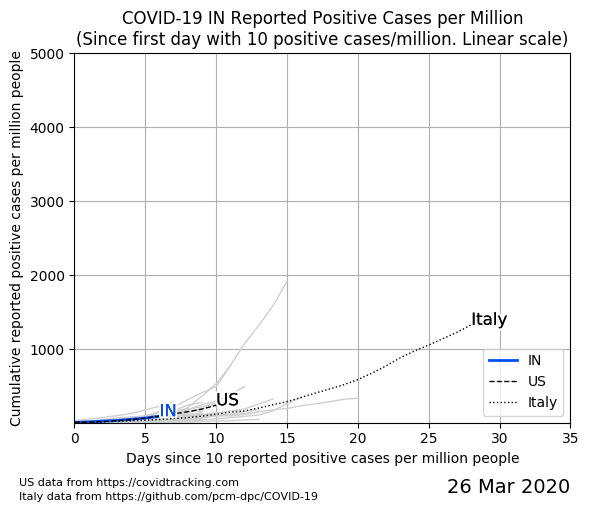 COVID-19 IN Reported Positive Cases per Million
(Since first day with 10 positive cases/million. Linear scale)
Cumulative reported positive cases per million people
5000
4000
3000
2000
1000
Italy
US
IN
IN
US
Italy
0 5 10 15 20 25 30 35
Days since 10 reported positive cases per million people
US data from https://covidtracking.com
Italy data from https://github.com/pcm-dpc/COVID-19
26 Mar 2020